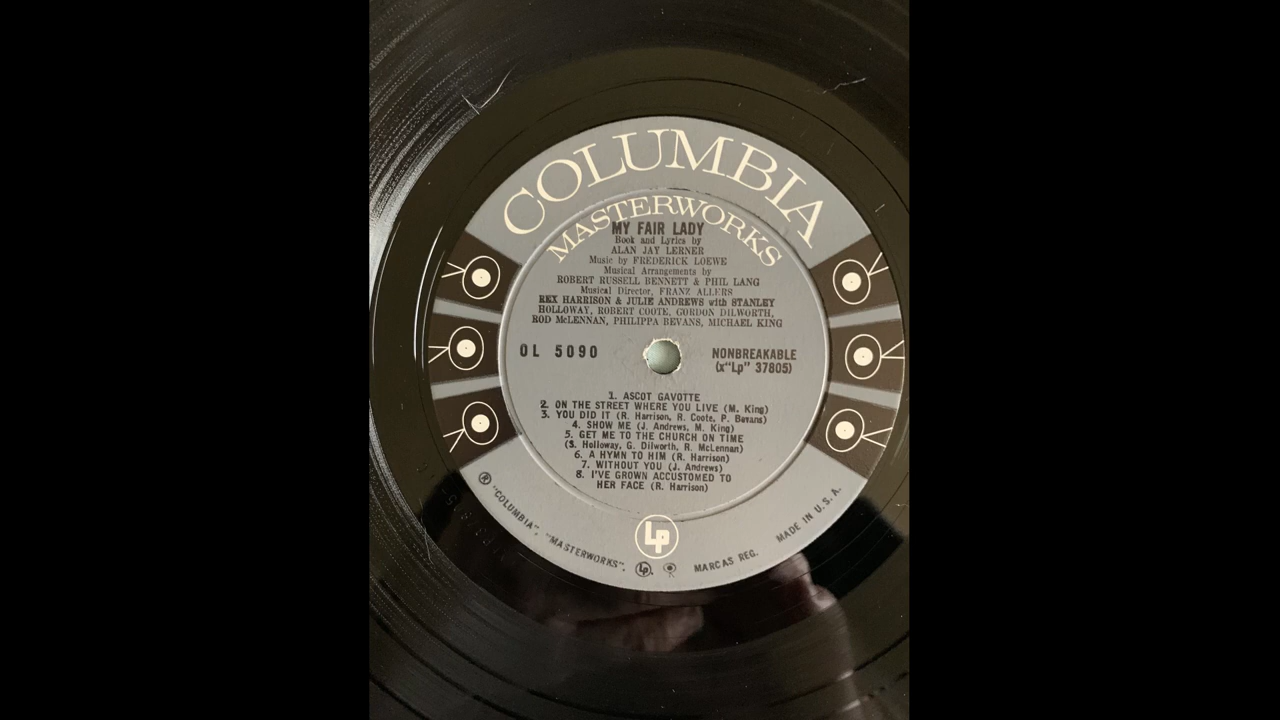 COLUMBIA
MASTERWORKS
MY FAIR LADY
Book and Lyrics by
ALAN JAY LERNER
Music by FREDERICK LOEWE
Musical Arrangements by
ROBERT RUSSELL BENNETT & PHIL LANG
Musical Director, FRANZ ALLERS
REX HARRISON & JULIE ANDREWS with STANLEY
HOLLOWAY, ROBERT COOTE, GORDON DILWORTH,
ROD McLENNAN, PHILIPPA BEVANS, MICHAEL KING
OL 5090
NONBREAKABLE
(x"Lp" 37805)
1. ASCOT GAVOTTE
2. ON THE STREET WHERE YOU LIVE (M. King)
3. YOU DID IT (R. Harrison, R. Coote, P. Bevans)
4. SHOW ME (J. Andrews, M. King)
5. GET ME TO THE CHURCH ON TIME
(S. Holloway, G. Dilworth, R. McLennan)
6. A HYMN TO HIM (R. Harrison)
7. WITHOUT YOU (J. Andrews)
8. I'VE GROWN ACCUSTOMED TO
HER FACE (R. Harrison)
Lp
® "COLUMBIA", "MASTERWORKS", Lp, MARCAS REG. MADE IN U. S. A.